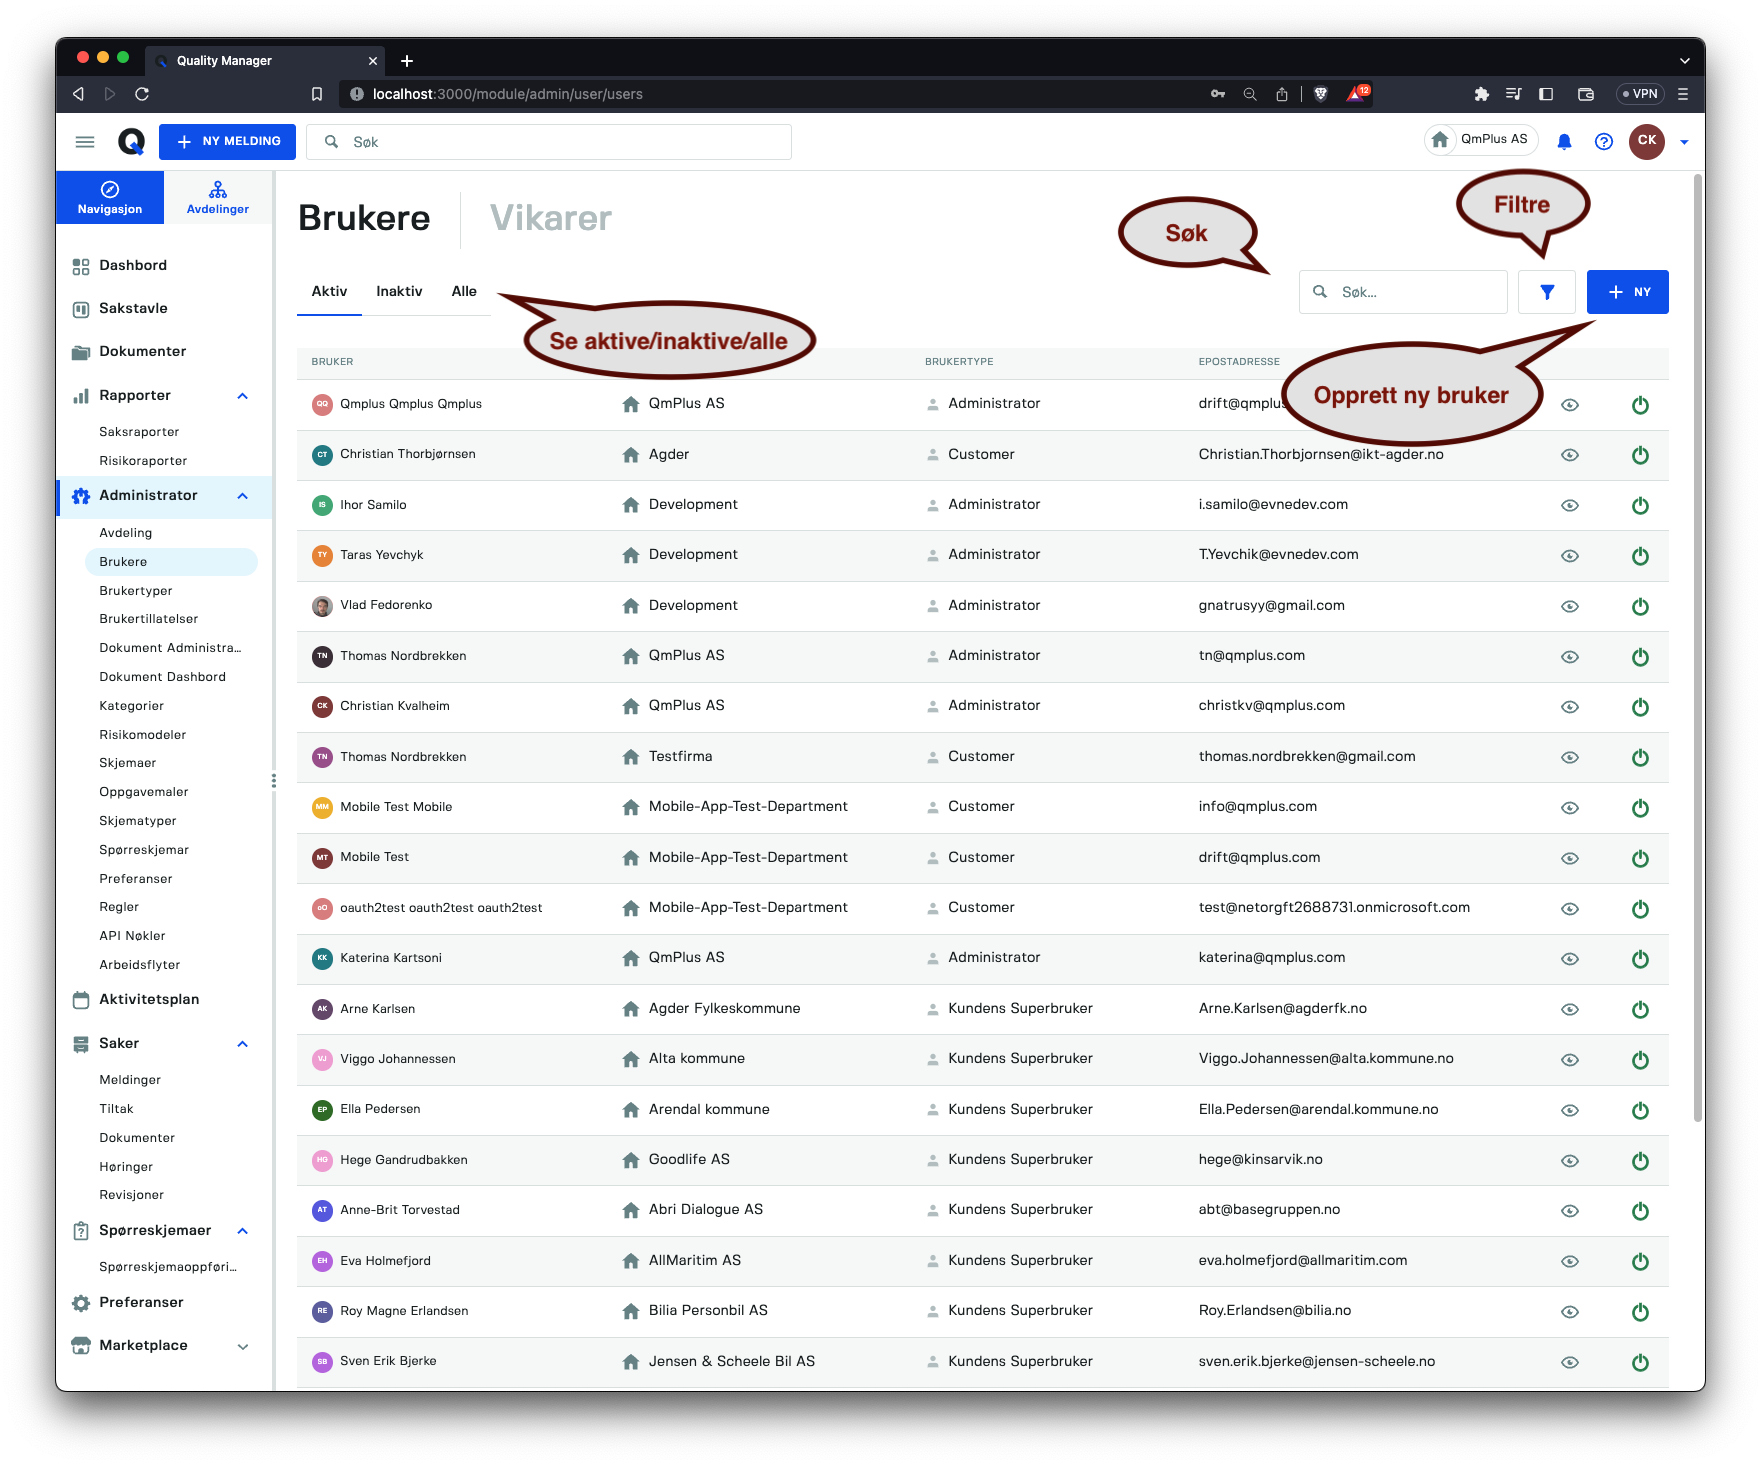 Quality Manager
localhost:3000/module/admin/user/users
12
VPN
NY MELDING
Søk
QmPlus AS
CK
Navigasjon
Avdelinger
Dashbord
Sakstavle
Dokumenter
Rapporter
Saksraporter
Risikoraporter
Administrator
Avdeling
Brukere
Brukertyper
Brukertillatelser
Dokument Administra...
Dokument Dashbord
Kategorier
Risikomodeler
Skjemaer
Oppgavemaler
Skjematyper
Spørreskjemar
Preferanser
Regler
API Nøkler
Arbeidsflyter
Aktivitetsplan
Saker
Meldinger
Tiltak
Dokumenter
Høringer
Revisjoner
Spørreskjemaer
Spørreskjemaoppføri...
Preferanser
Marketplace
Brukere
Vikarer
Søk
Filtre
Aktiv Inaktiv Alle
Søk...
NY
Se aktive/inaktive/alle
Opprett ny bruker
BRUKER BRUKERTYPE EPOSTADRESSE
QQ Qmplus Qmplus Qmplus QmPlus AS Administrator drift@qmplus
CT Christian Thorbjørnsen Agder Customer Christian.Thorbjornsen@ikt-agder.no
IS Ihor Samilo Development Administrator i.samilo@evnedev.com
TY Taras Yevchyk Development Administrator T.Yevchik@evnedev.com
Vlad Fedorenko Development Administrator gnatrusyy@gmail.com
TN Thomas Nordbrekken QmPlus AS Administrator tn@qmplus.com
CK Christian Kvalheim QmPlus AS Administrator christkv@qmplus.com
TN Thomas Nordbrekken Testfirma Customer thomas.nordbrekken@gmail.com
MM Mobile Test Mobile Mobile-App-Test-Department Customer info@qmplus.com
MT Mobile Test Mobile-App-Test-Department Customer drift@qmplus.com
oO oauth2test oauth2test oauth2test Mobile-App-Test-Department Customer test@netorgft2688731.onmicrosoft.com
KK Katerina Kartsoni QmPlus AS Administrator katerina@qmplus.com
AK Arne Karlsen Agder Fylkeskommune Kundens Superbruker Arne.Karlsen@agderfk.no
VJ Viggo Johannessen Alta kommune Kundens Superbruker Viggo.Johannessen@alta.kommune.no
EP Ella Pedersen Arendal kommune Kundens Superbruker Ella.Pedersen@arendal.kommune.no
HG Hege Gandrudbakken Goodlife AS Kundens Superbruker hege@kinsarvik.no
AT Anne-Brit Torvestad Abri Dialogue AS Kundens Superbruker abt@basegruppen.no
EH Eva Holmefjord AllMaritim AS Kundens Superbruker eva.holmefjord@allmaritim.com
RE Roy Magne Erlandsen Bilia Personbil AS Kundens Superbruker Roy.Erlandsen@bilia.no
SB Sven Erik Bjerke Jensen & Scheele Bil AS Kundens Superbruker sven.erik.bjerke@jensen-scheele.no